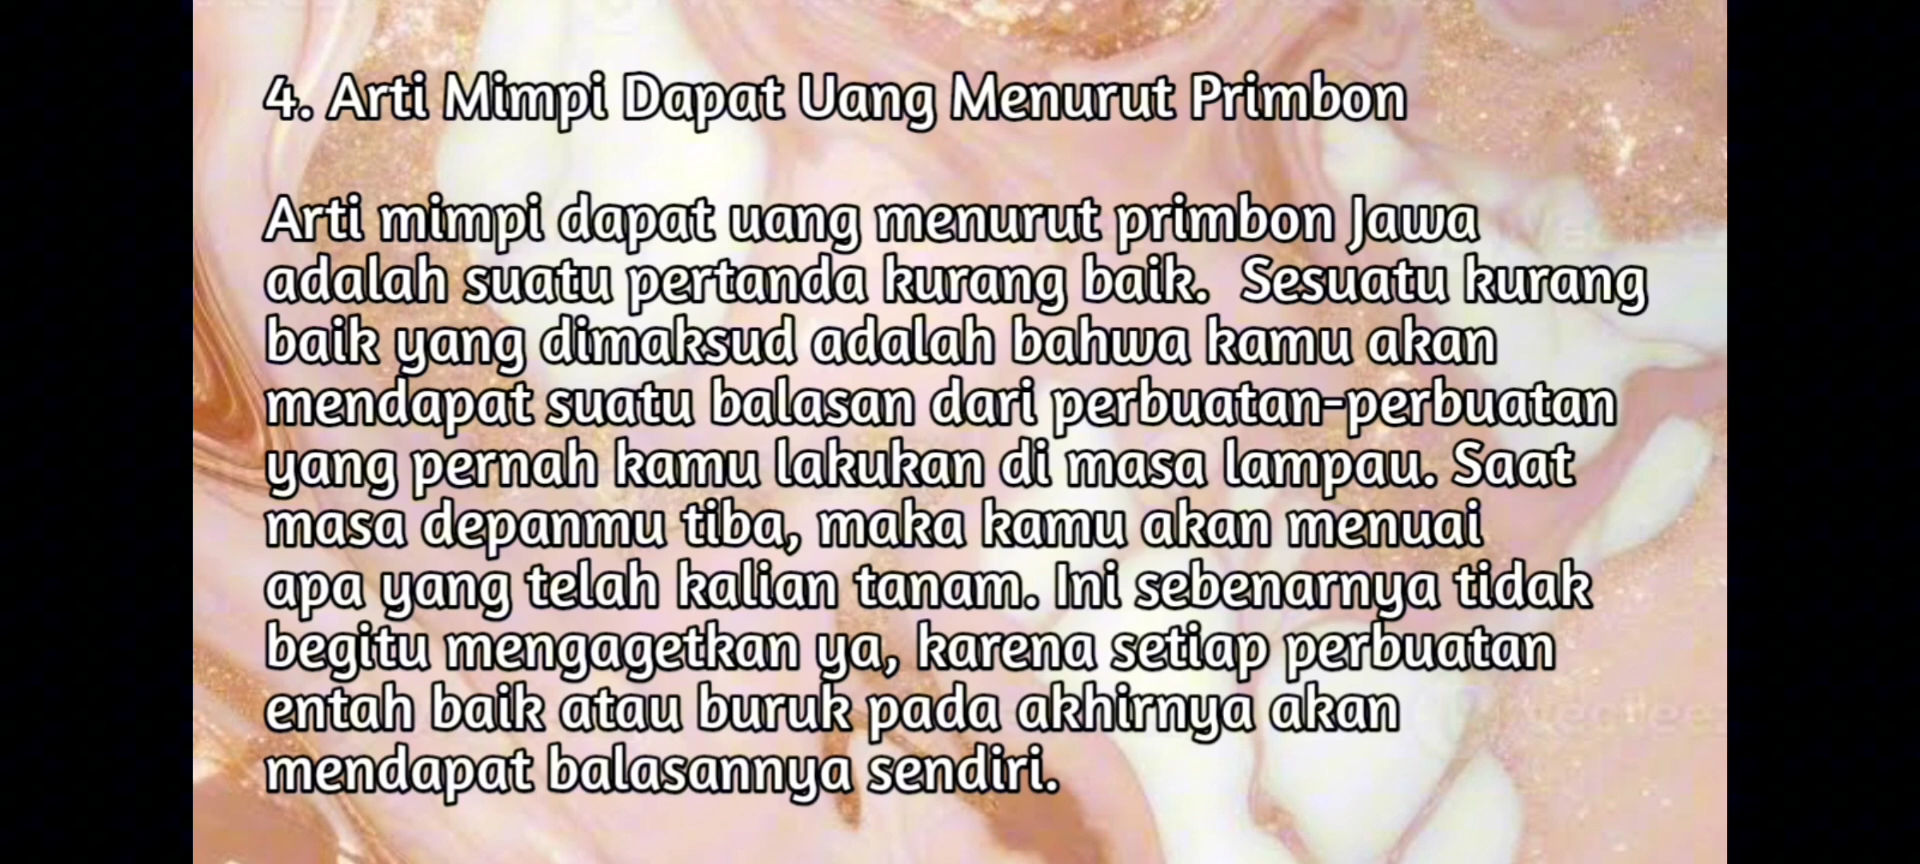 4. Arti Mimpi Dapat Uang Menurut Primbon
Arti mimpi dapat uang menurut primbon Jawa
adalah suatu pertanda kurang baik.  Sesuatu kurang
baik yang dimaksud adalah bahwa kamu akan
mendapat suatu balasan dari perbuatan-perbuatan
yang pernah kamu lakukan di masa lampau. Saat
masa depanmu tiba, maka kamu akan menuai
apa yang telah kalian tanam. Ini sebenarnya tidak
begitu mengagetkan ya, karena setiap perbuatan
entah baik atau buruk pada akhirnya akan
mendapat balasannya sendiri.